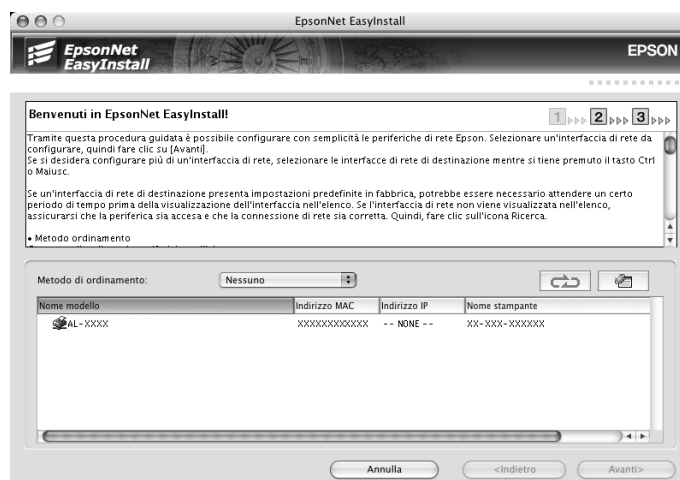 EpsonNet EasyInstall
EpsonNet
EasyInstall
EPSON
Benvenuti in EpsonNet EasyInstall!
1 2 3
Tramite questa procedura guidata è possibile configurare con semplicità le periferiche di rete Epson. Selezionare un'interfaccia di rete da
configurare, quindi fare clic su [Avanti].
Se si desidera configurare più di un'interfaccia di rete, selezionare le interfacce di rete di destinazione mentre si tiene premuto il tasto Ctrl
o Maiusc.
Se un'interfaccia di rete di destinazione presenta impostazioni predefinite in fabbrica, potrebbe essere necessario attendere un certo
periodo di tempo prima della visualizzazione dell'interfaccia nell'elenco. Se l'interfaccia di rete non viene visualizzata nell'elenco,
assicurarsi che la periferica sia accesa e che la connessione di rete sia corretta. Quindi, fare clic sull'icona Ricerca.
• Metodo ordinamento
Metodo di ordinamento: Nessuno
Nome modello Indirizzo MAC Indirizzo IP Nome stampante
AL-XXXX XXXXXXXXXXXX -- NONE -- XX-XXX-XXXXXX
Annulla <Indietro Avanti>